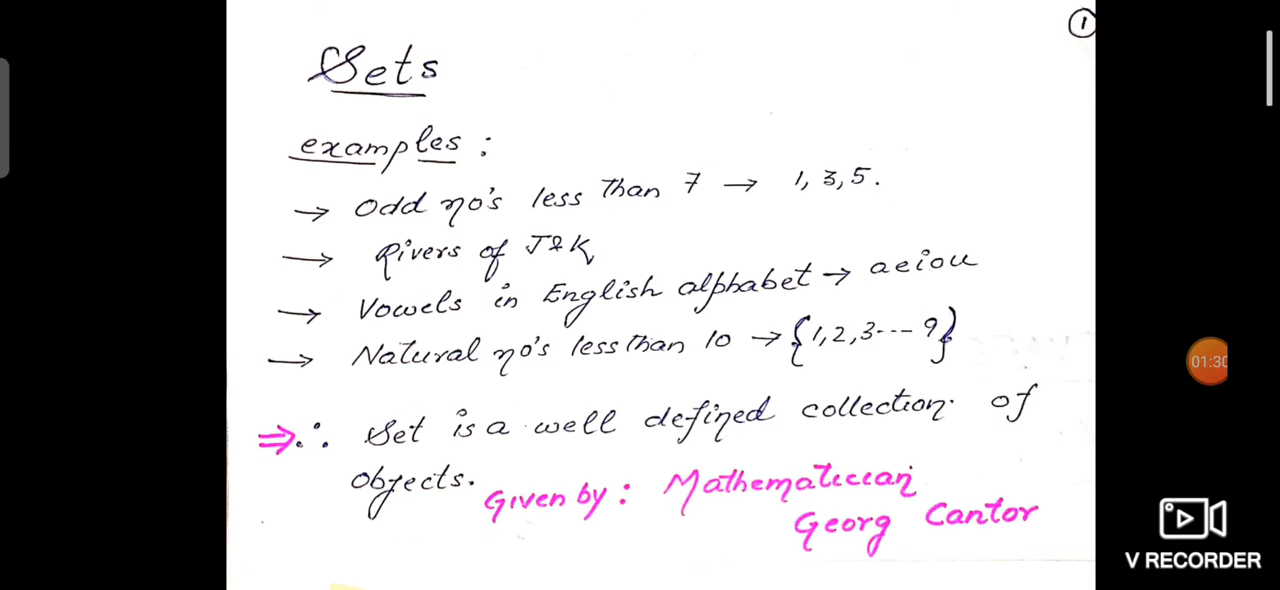 1
Sets
examples :
→ Odd no's less than 7 → 1, 3, 5.
→ Rivers of J&K
→ Vowels in English alphabet → a e i o u
→ Natural no's less than 10 → {1, 2, 3--- 9}
⇒ ∴ Set is a well defined collection of
objects.
Given by : Mathematician
Georg Cantor
01:30
V RECORDER